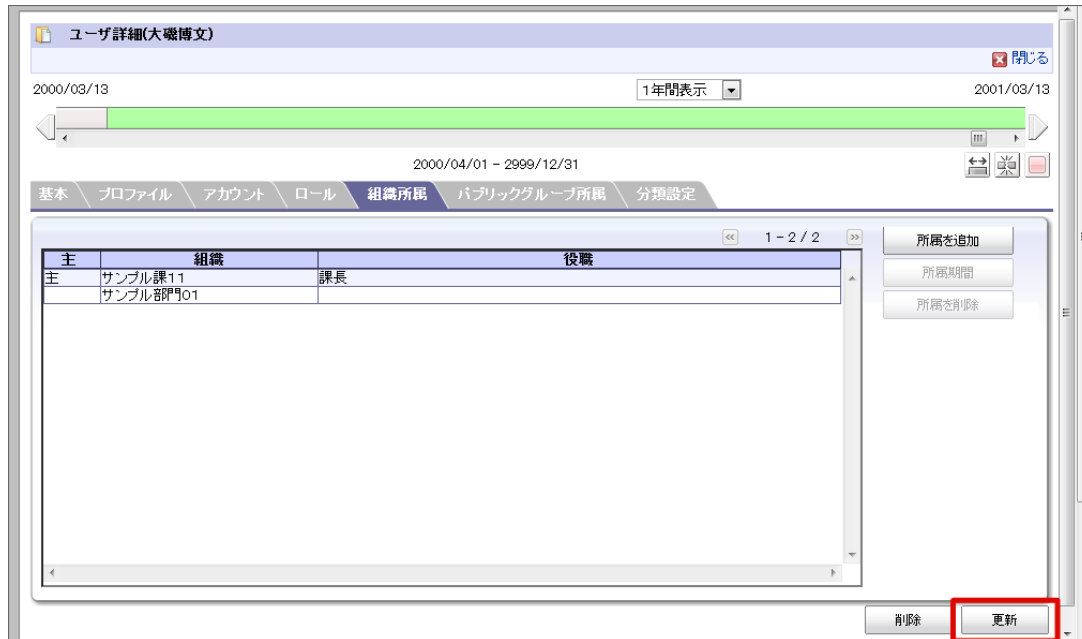 ユーザ詳細(大磯博文)
閉じる
2000/03/13 1年間表示 2001/03/13
2000/04/01 - 2999/12/31
基本 プロファイル アカウント ロール 組織所属 パブリックグループ所属 分類設定
1 - 2 / 2 所属を追加
主 組織 役職
主 サンプル課11 課長
所属期間
サンプル部門01
所属を削除
削除 更新